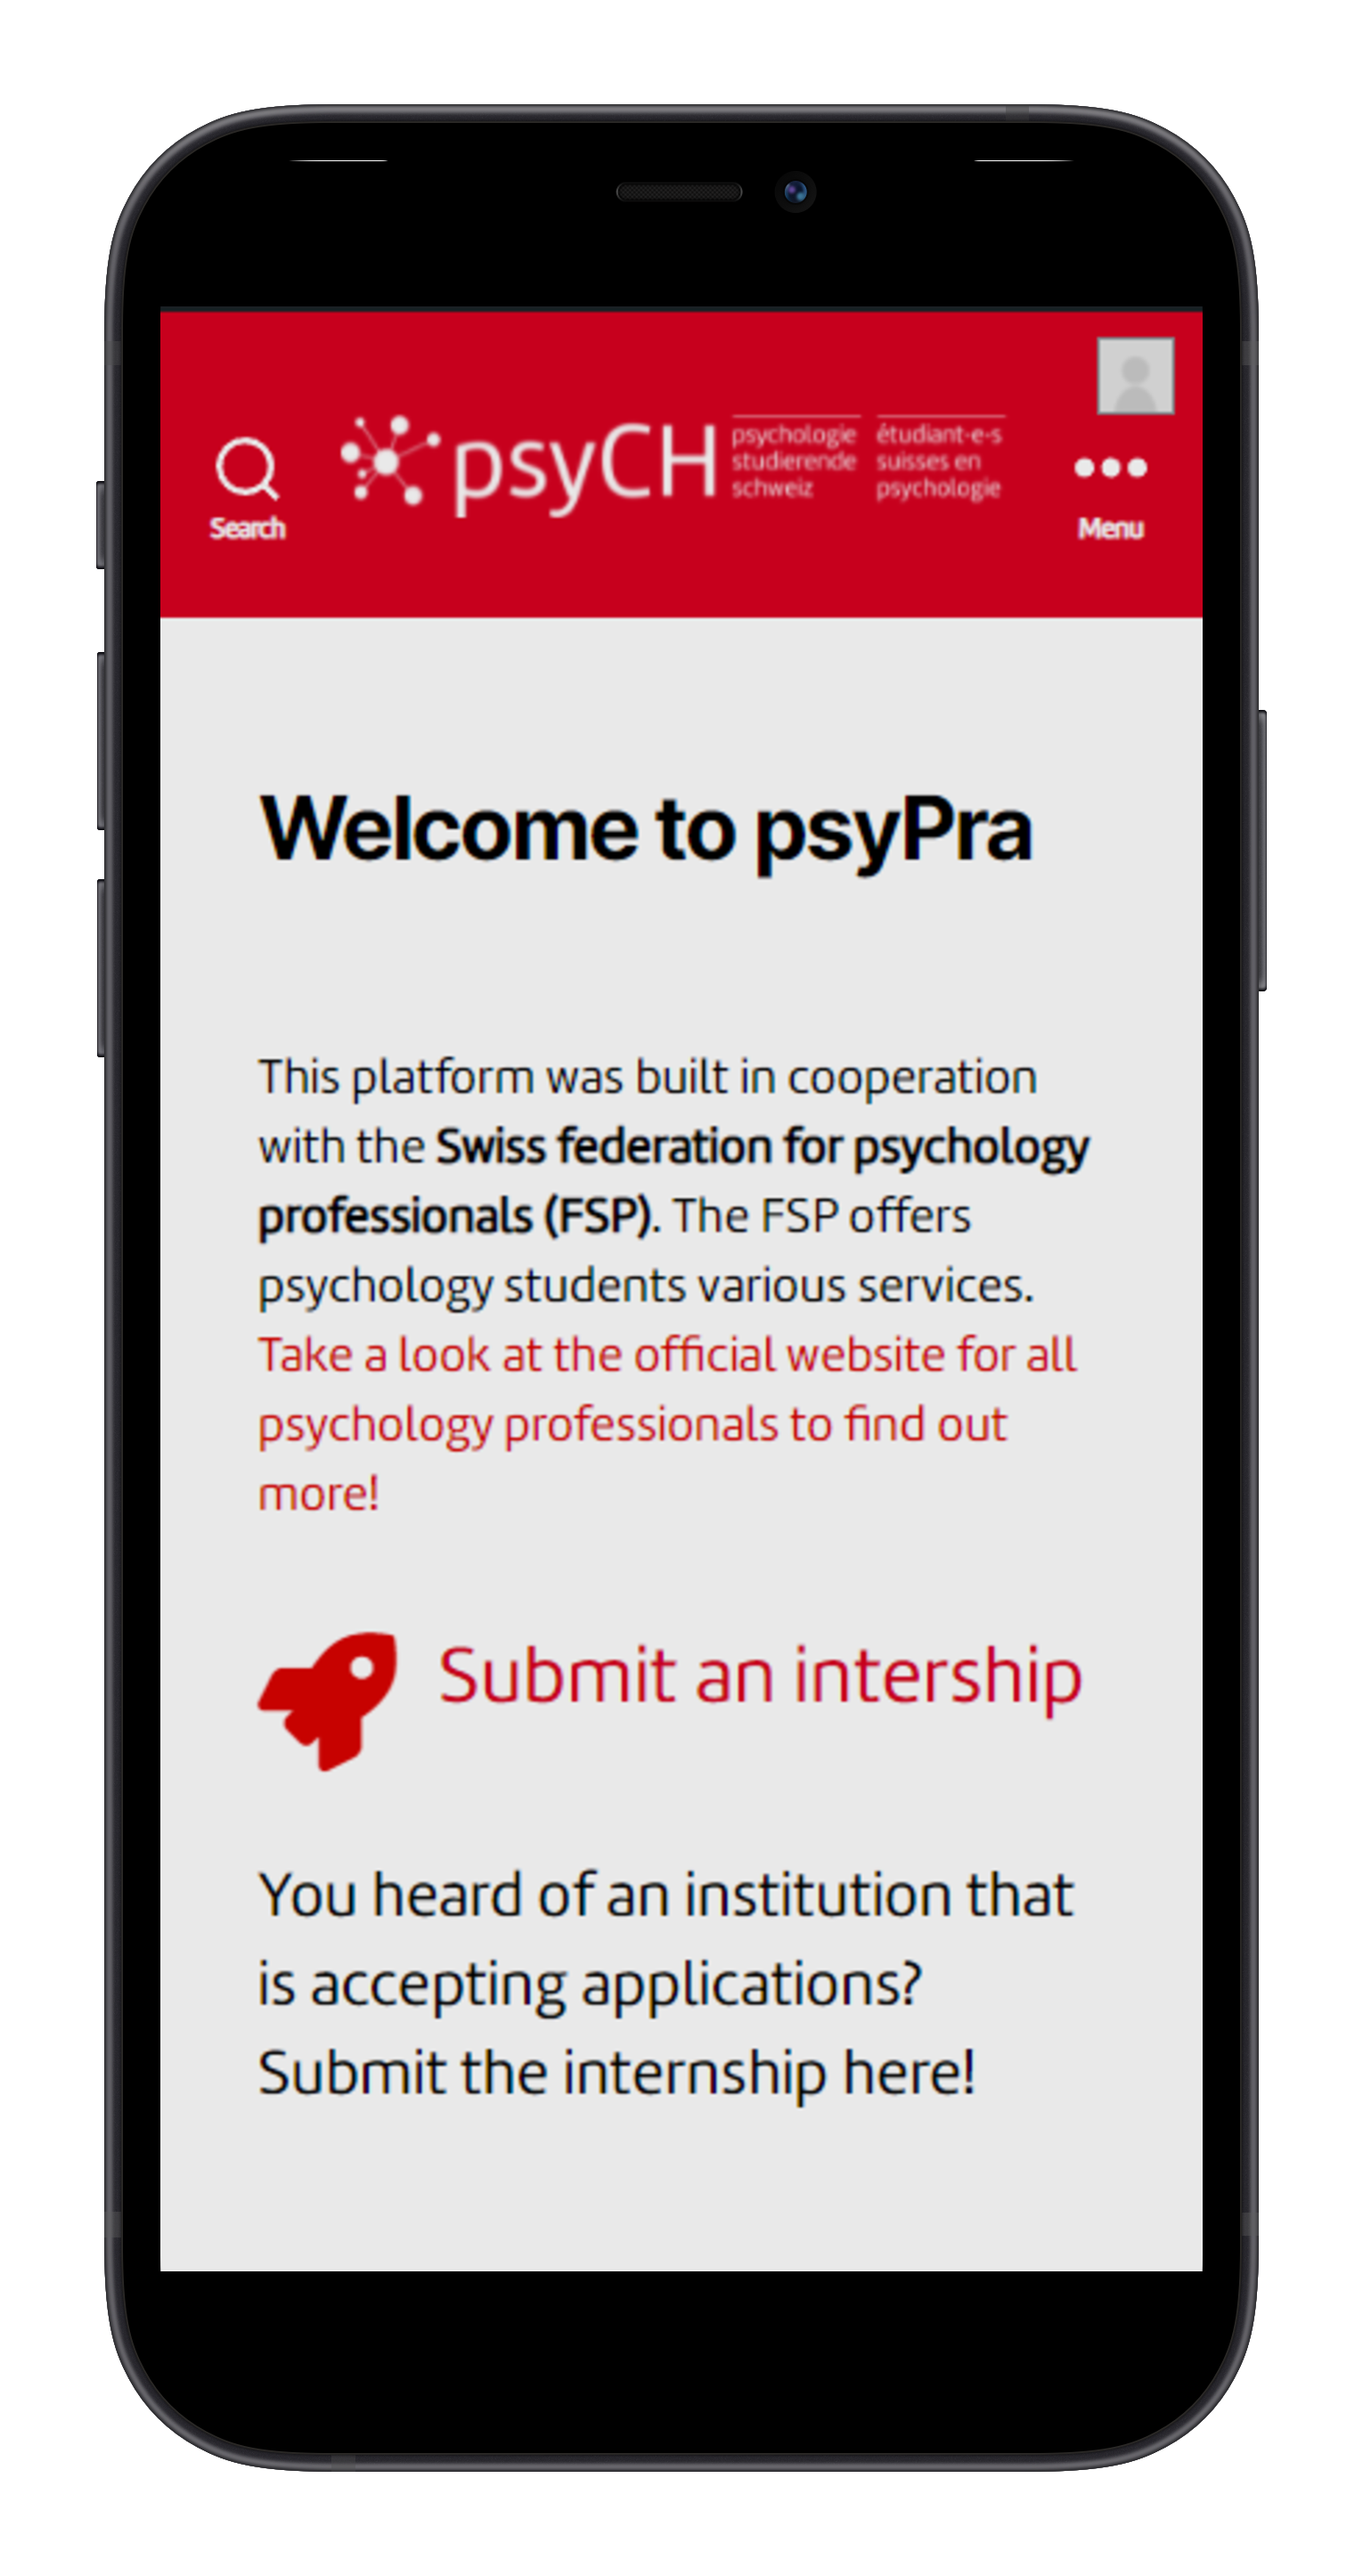 Search
psyCH
psychologie
studierende
schweiz
étudiant-e-s
suisses en
psychologie
Menu
Welcome to psyPra
This platform was built in cooperation
with the Swiss federation for psychology
professionals (FSP). The FSP offers
psychology students various services.
Take a look at the official website for all
psychology professionals to find out
more!
Submit an intership
You heard of an institution that
is accepting applications?
Submit the internship here!